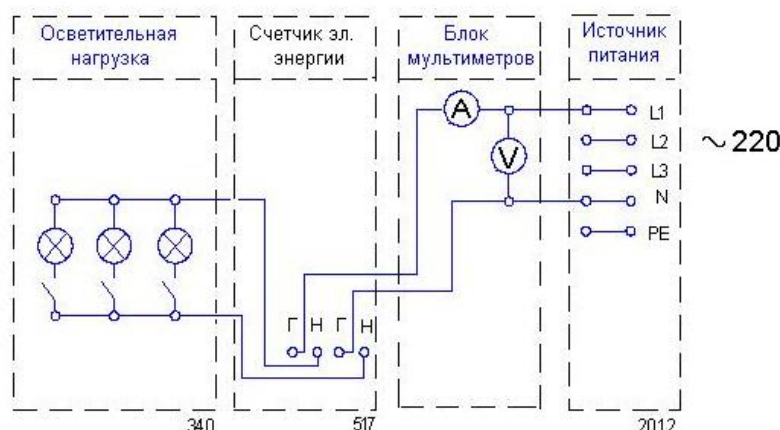 Осветительная
нагрузка
Счетчик эл.
энергии
Блок
мультиметров
Источник
питания
A
V
L1
L2
L3
N
PE
~220
Г Н Г Н
340
517
2012